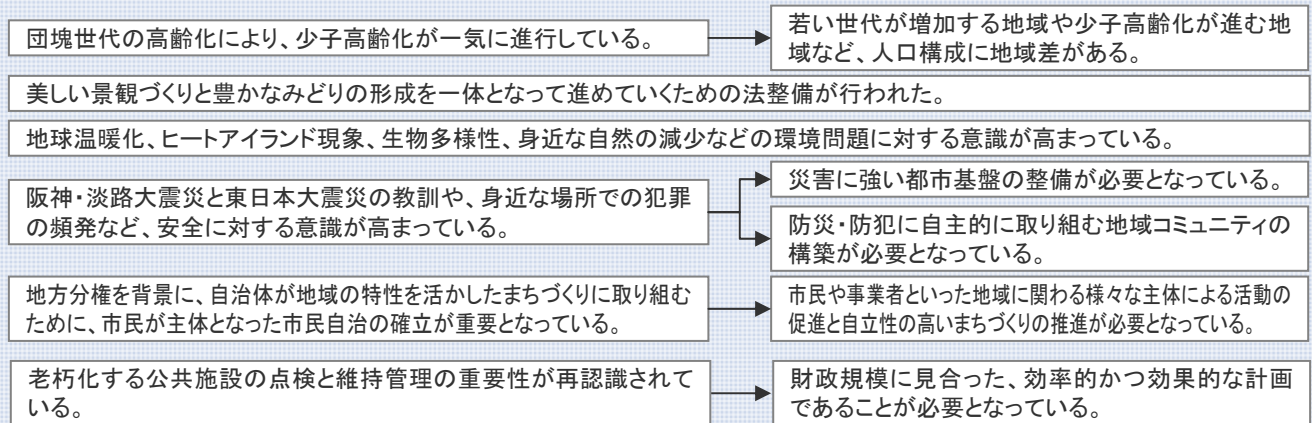 団塊世代の高齢化により、少子高齢化が一気に進行している。
若い世代が増加する地域や少子高齢化が進む地
域など、人口構成に地域差がある。
美しい景観づくりと豊かなみどりの形成を一体となって進めていくための法整備が行われた。
地球温暖化、ヒートアイランド現象、生物多様性、身近な自然の減少などの環境問題に対する意識が高まっている。
阪神・淡路大震災と東日本大震災の教訓や、身近な場所での犯罪
の頻発など、安全に対する意識が高まっている。
災害に強い都市基盤の整備が必要となっている。
防災・防犯に自主的に取り組む地域コミュニティの
構築が必要となっている。
地方分権を背景に、自治体が地域の特性を活かしたまちづくりに取り組む
ために、市民が主体となった市民自治の確立が重要となっている。
市民や事業者といった地域に関わる様々な主体による活動の
促進と自立性の高いまちづくりの推進が必要となっている。
老朽化する公共施設の点検と維持管理の重要性が再認識されて
いる。
財政規模に見合った、効率的かつ効果的な計画
であることが必要となっている。